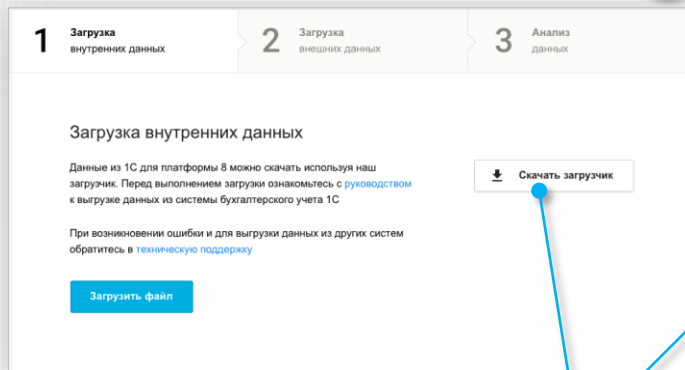 1 Загрузка внутренних данных
2 Загрузка внешних данных
3 Анализ данных
Загрузка внутренних данных
Данные из 1С для платформы 8 можно скачать используя наш
загрузчик. Перед выполнением загрузки ознакомьтесь с руководством
к выгрузке данных из системы бухгалтерского учета 1С
Скачать загрузчик
При возникновении ошибки и для выгрузки данных из других систем
обратитесь в техническую поддержку
Загрузить файл